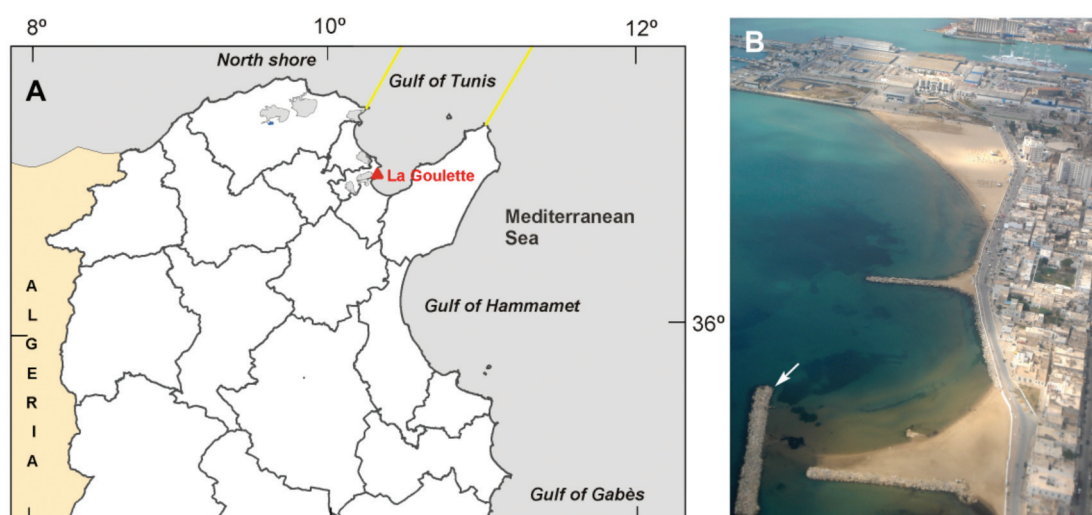 8º
10º
12º
B
North shore
Gulf of Tunis
A
La Goulette
Mediterranean
Sea
A
L
G
E
R
I
A
Gulf of Hammamet
36º
Gulf of Gabès